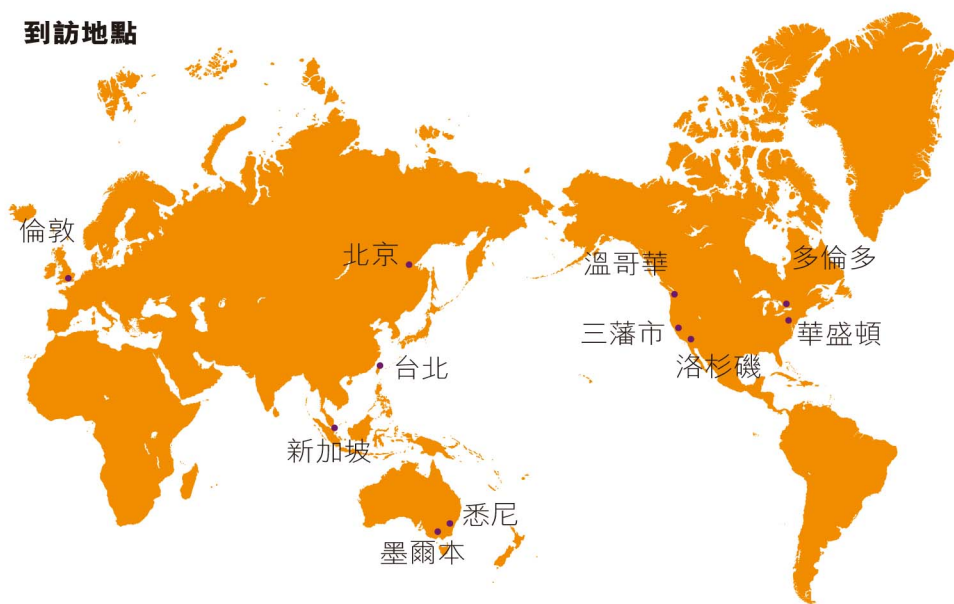 到訪地點
倫敦
北京
溫哥華
多倫多
三藩市
華盛頓
洛杉磯
台北
新加坡
悉尼
墨爾本